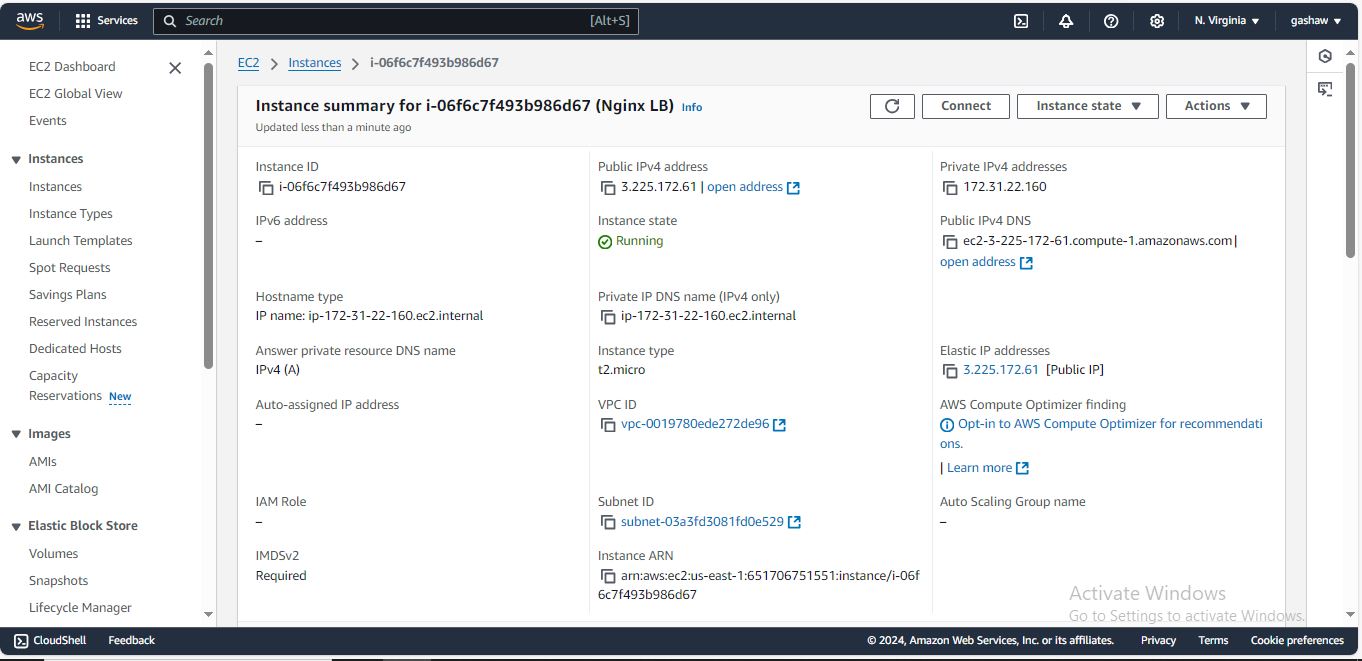 aws
Services
Search [Alt+S]
N. Virginia
gashaw
EC2 Dashboard
EC2 Global View
Events
Instances
Instances
Instance Types
Launch Templates
Spot Requests
Savings Plans
Reserved Instances
Dedicated Hosts
Capacity
Reservations New
Images
AMIs
AMI Catalog
Elastic Block Store
Volumes
Snapshots
Lifecycle Manager
EC2 > Instances > i-06f6c7f493b986d67
Instance summary for i-06f6c7f493b986d67 (Nginx LB) Info
Updated less than a minute ago
Connect
Instance state
Actions
Instance ID
i-06f6c7f493b986d67
Public IPv4 address
3.225.172.61 | open address
Private IPv4 addresses
172.31.22.160
IPv6 address
–
Instance state
Running
Public IPv4 DNS
ec2-3-225-172-61.compute-1.amazonaws.com |
open address
Hostname type
IP name: ip-172-31-22-160.ec2.internal
Private IP DNS name (IPv4 only)
ip-172-31-22-160.ec2.internal
Answer private resource DNS name
IPv4 (A)
Instance type
t2.micro
Elastic IP addresses
3.225.172.61 [Public IP]
Auto-assigned IP address
–
VPC ID
vpc-0019780ede272de96
AWS Compute Optimizer finding
Opt-in to AWS Compute Optimizer for recommendati
ons.
| Learn more
IAM Role
–
Subnet ID
subnet-03a3fd3081fd0e529
Auto Scaling Group name
–
IMDSv2
Required
Instance ARN
arn:aws:ec2:us-east-1:651706751551:instance/i-06f
6c7f493b986d67
Activate Windows
Go to Settings to activate Windows.
CloudShell
Feedback
© 2024, Amazon Web Services, Inc. or its affiliates.
Privacy
Terms
Cookie preferences